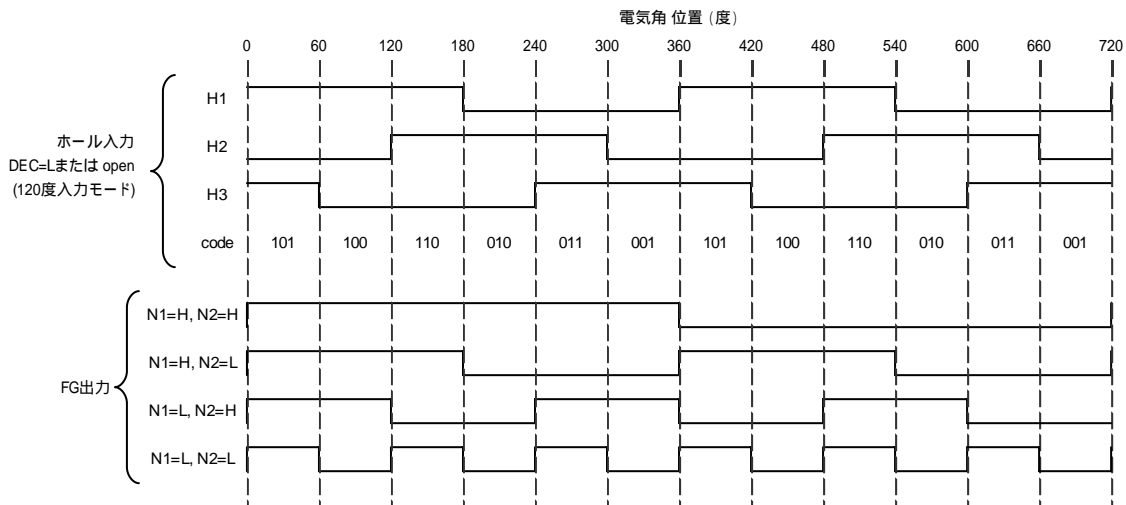 電気角 位置 (度)
0 60 120 180 240 300 360 420 480 540 600 660 720
H1
ホール入力
H2
DEC=Lまたは open
(120度入力モード)
H3
code 101 100 110 010 011 001 101 100 110 010 011 001
N1=H, N2=H
N1=H, N2=L
FG出力
N1=L, N2=H
N1=L, N2=L